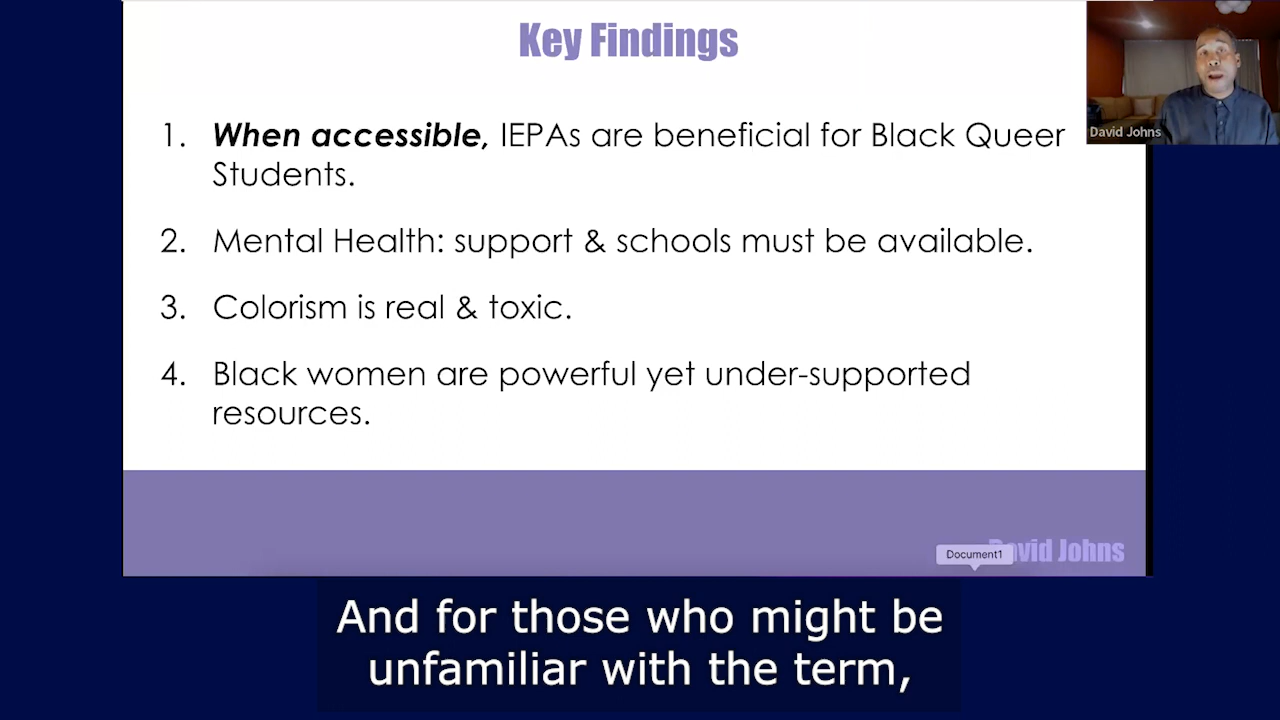 Key Findings
David Johns
1. When accessible, IEPAs are beneficial for Black Queer
Students.
2. Mental Health: support & schools must be available.
3. Colorism is real & toxic.
4. Black women are powerful yet under-supported
resources.
David Johns
Document1
And for those who might be
unfamiliar with the term,